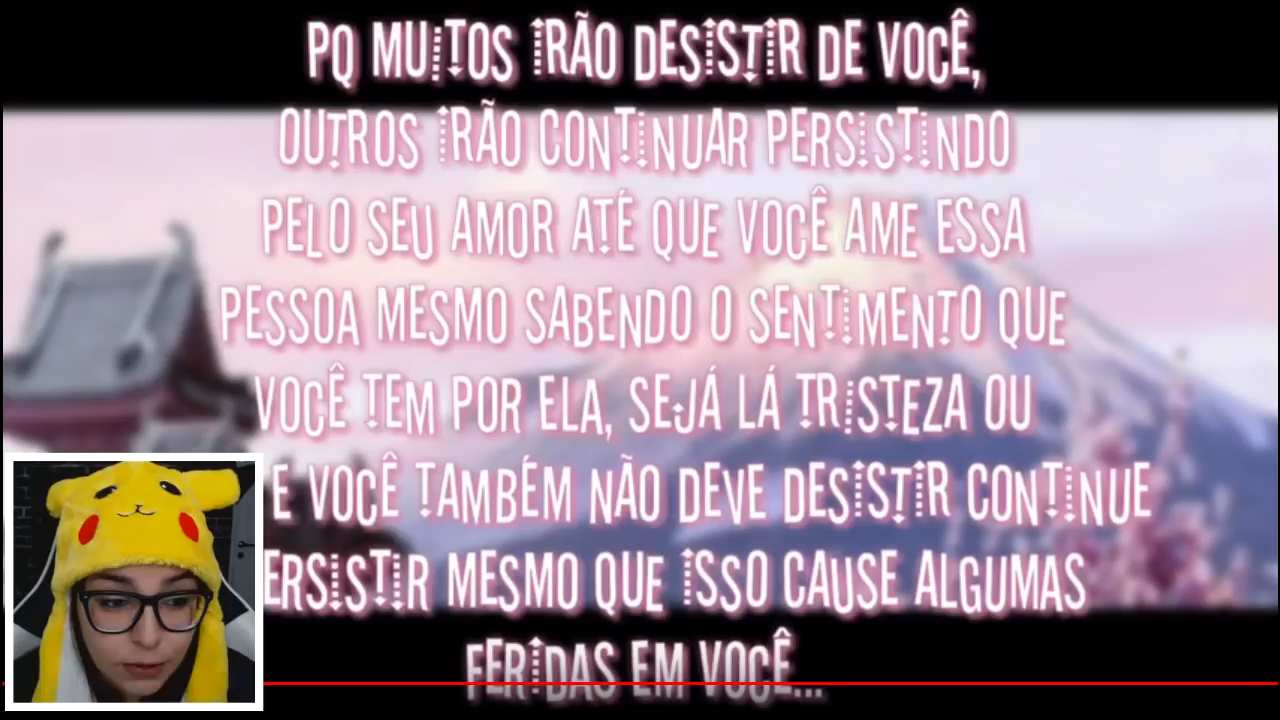 PQ MUITOS IRÃO DESISTIR DE VOCÊ,
OUTROS IRÃO CONTINUAR PERSISTINDO
PELO SEU AMOR ATÉ QUE VOCÊ AME ESSA
PESSOA MESMO SABENDO O SENTIMENTO QUE
VOCÊ TEM POR ELA, SEJÁ LÁ TRISTEZA OU
E VOCÊ TAMBÉM NÃO DEVE DESISTIR CONTINUE
ERSISTIR MESMO QUE ISSO CAUSE ALGUMAS
FERIDAS EM VOCÊ...